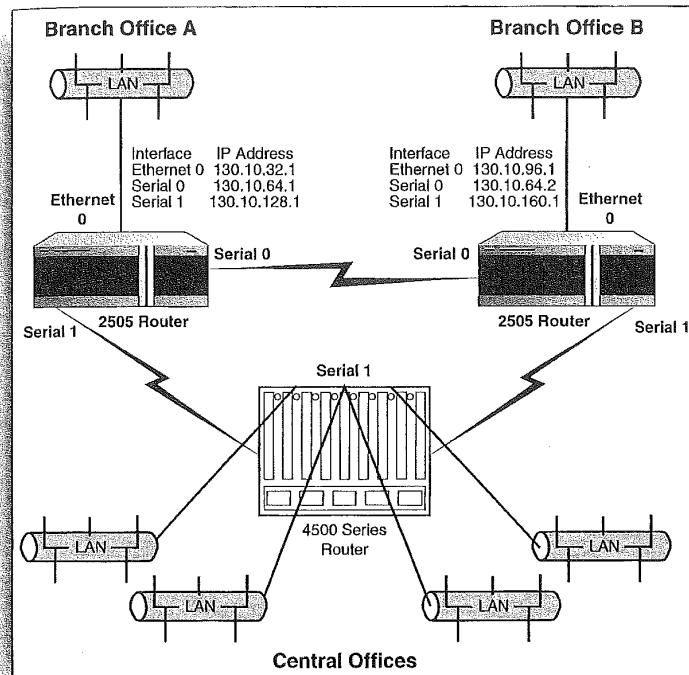 Branch Office A
Branch Office B
LAN
LAN
Interface IP Address
Ethernet 0 130.10.32.1
Serial 0 130.10.64.1
Serial 1 130.10.128.1
Interface IP Address
Ethernet 0 130.10.96.1
Serial 0 130.10.64.2
Serial 1 130.10.160.1
Ethernet
0
Ethernet
0
Serial 0
Serial 0
2505 Router
2505 Router
Serial 1
Serial 1
Serial 1
4500 Series
Router
LAN
LAN
LAN
LAN
Central Offices